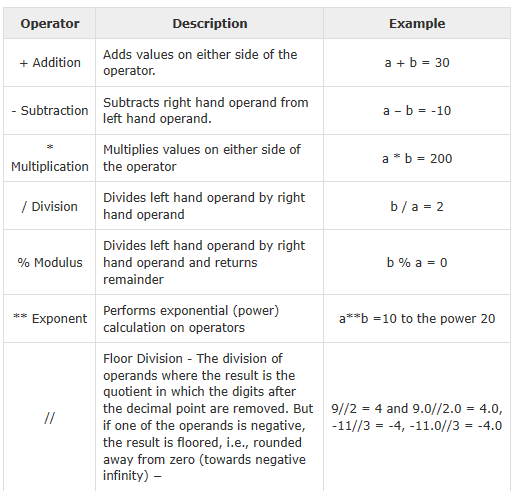 Operator Description Example
+ Addition
Adds values on either side of the
operator.
a + b = 30
- Subtraction
Subtracts right hand operand from
left hand operand.
a – b = -10
*
Multiplication
Multiplies values on either side of
the operator
a * b = 200
/ Division
Divides left hand operand by right
hand operand
b / a = 2
% Modulus
Divides left hand operand by right
hand operand and returns
remainder
b % a = 0
** Exponent
Performs exponential (power)
calculation on operators
a**b =10 to the power 20
//
Floor Division - The division of
operands where the result is the
quotient in which the digits after
the decimal point are removed. But
if one of the operands is negative,
the result is floored, i.e., rounded
away from zero (towards negative
infinity) −
9//2 = 4 and 9.0//2.0 = 4.0,
-11//3 = -4, -11.0//3 = -4.0